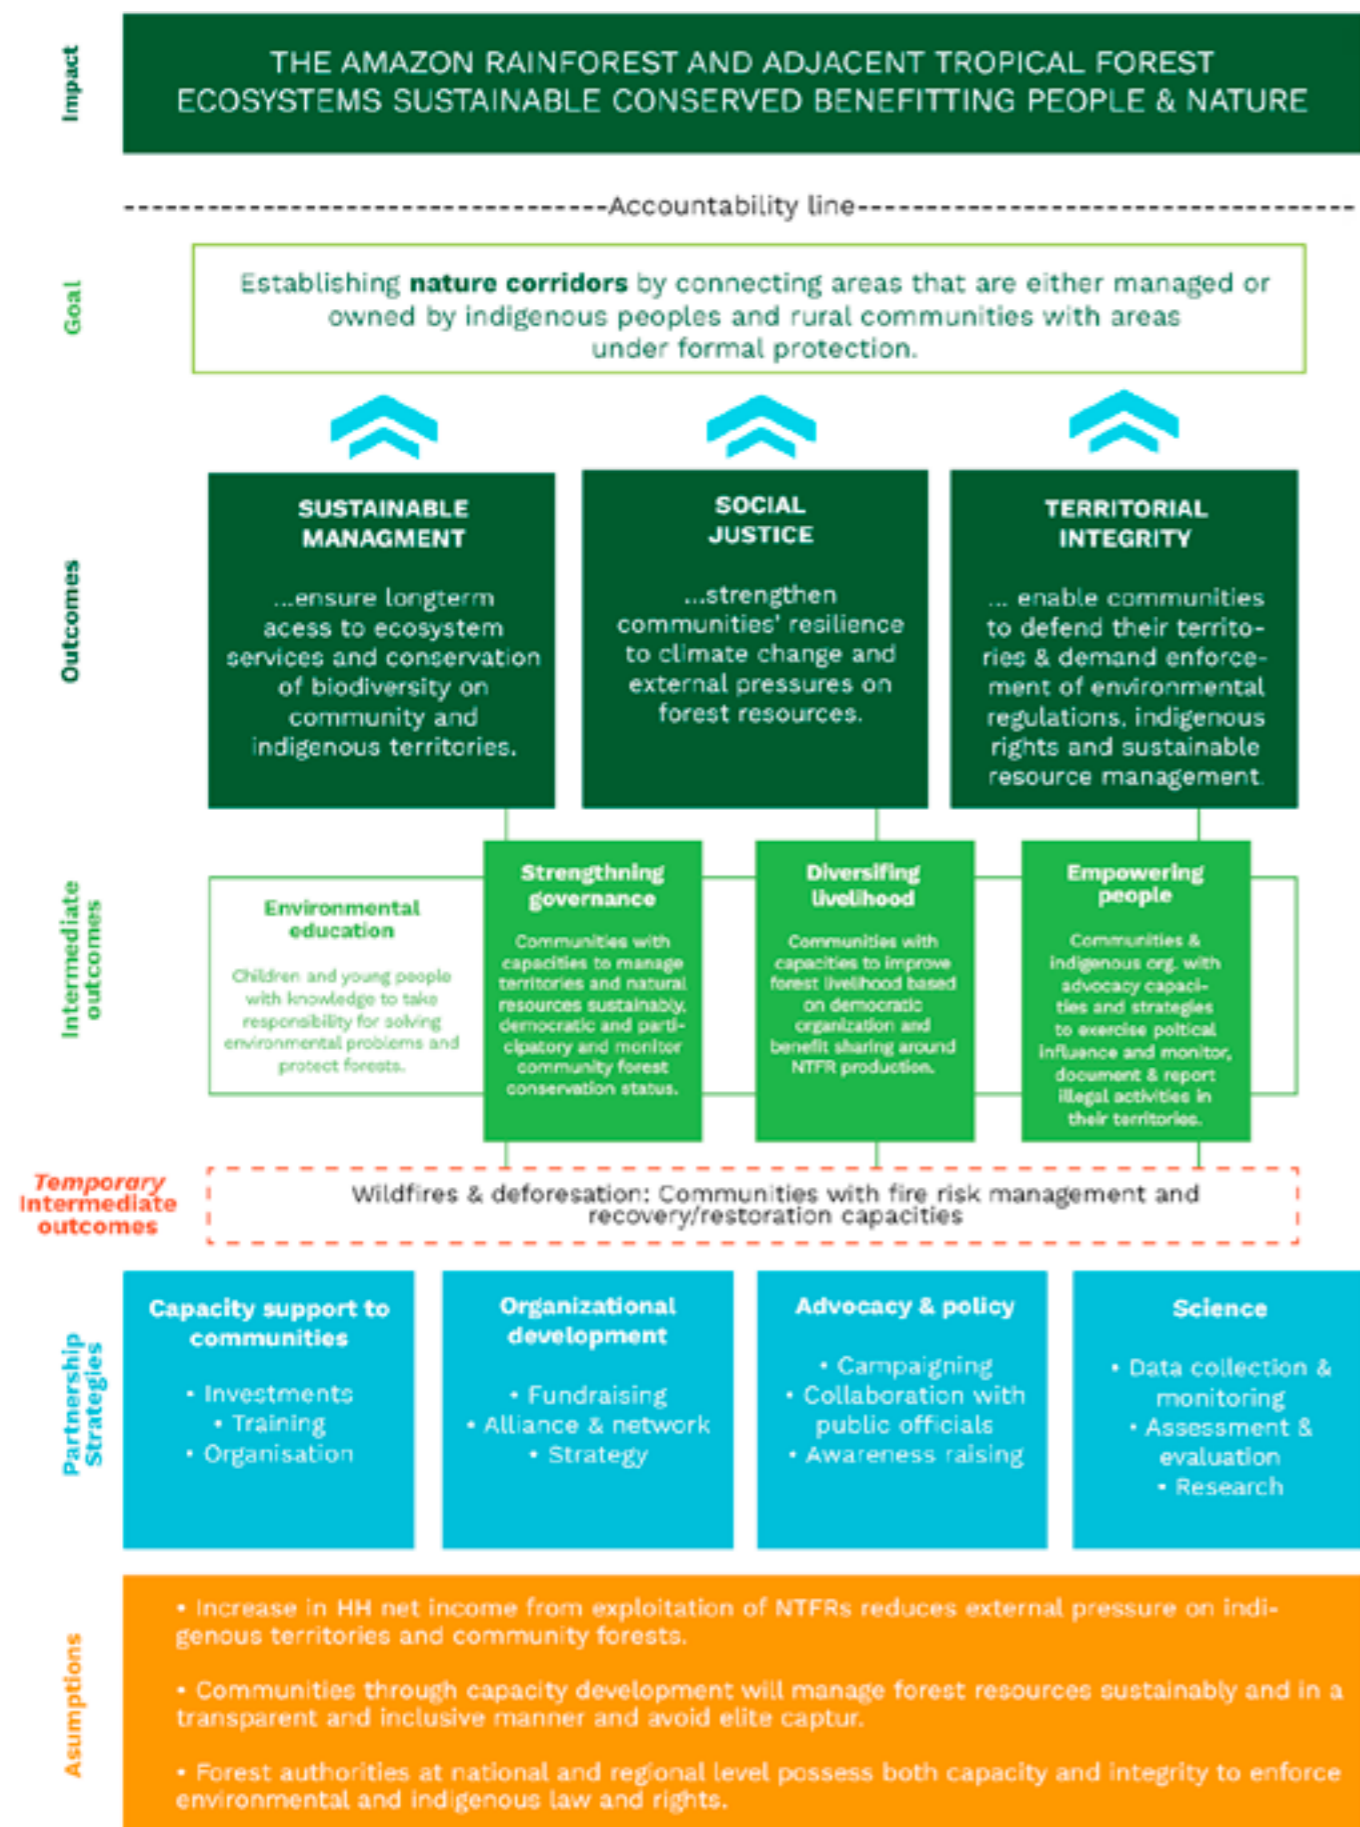 Impact
THE AMAZON RAINFOREST AND ADJACENT TROPICAL FOREST
ECOSYSTEMS SUSTAINABLE CONSERVED BENEFITTING PEOPLE & NATURE
Accountability line
Goal
Establishing nature corridors by connecting areas that are either managed or
owned by indigenous peoples and rural communities with areas
under formal protection.
Outcomes
SUSTAINABLE
MANAGMENT
...ensure longterm
acess to ecosystem
services and conservation
of biodiversity on
community and
indigenous territories.
SOCIAL
JUSTICE
...strengthen
communities' resilience
to climate change and
external pressures on
forest resources.
TERRITORIAL
INTEGRITY
... enable communities
to defend their territo-
ries & demand enforce-
ment of environmental
regulations, indigenous
rights and sustainable
resource management.
Intermediate
outcomes
Environmental
education
Children and young people
with knowledge to take
responsibility for solving
environmental problems and
protect forests.
Strengthning
governance
Communities with
capacities to manage
territories and natural
resources sustainably,
democratic and parti-
cipatory and monitor
community forest
conservation status.
Diversifing
livelihood
Communities with
capacities to improve
forest livelihood based
on democratic
organization and
benefit sharing around
NTFR production.
Empowering
people
Communities &
indigenous org. with
advocacy capaci-
ties and strategies
to exercise poltical
influence and monitor,
document & report
illegal activities in
their territories.
Temporary
Intermediate
outcomes
Wildfires & deforesation: Communities with fire risk management and
recovery/restoration capacities
Partnership
Strategies
Capacity support to
communities
• Investments
• Training
• Organisation
Organizational
development
• Fundraising
• Alliance & network
• Strategy
Advocacy & policy
• Campaigning
• Collaboration with
public officials
• Awareness raising
Science
• Data collection &
monitoring
• Assessment &
evaluation
• Research
Asumptions
• Increase in HH net income from exploitation of NTFRs reduces external pressure on indi-
genous territories and community forests.
• Communities through capacity development will manage forest resources sustainably and in a
transparent and inclusive manner and avoid elite captur.
• Forest authorities at national and regional level possess both capacity and integrity to enforce
environmental and indigenous law and rights.